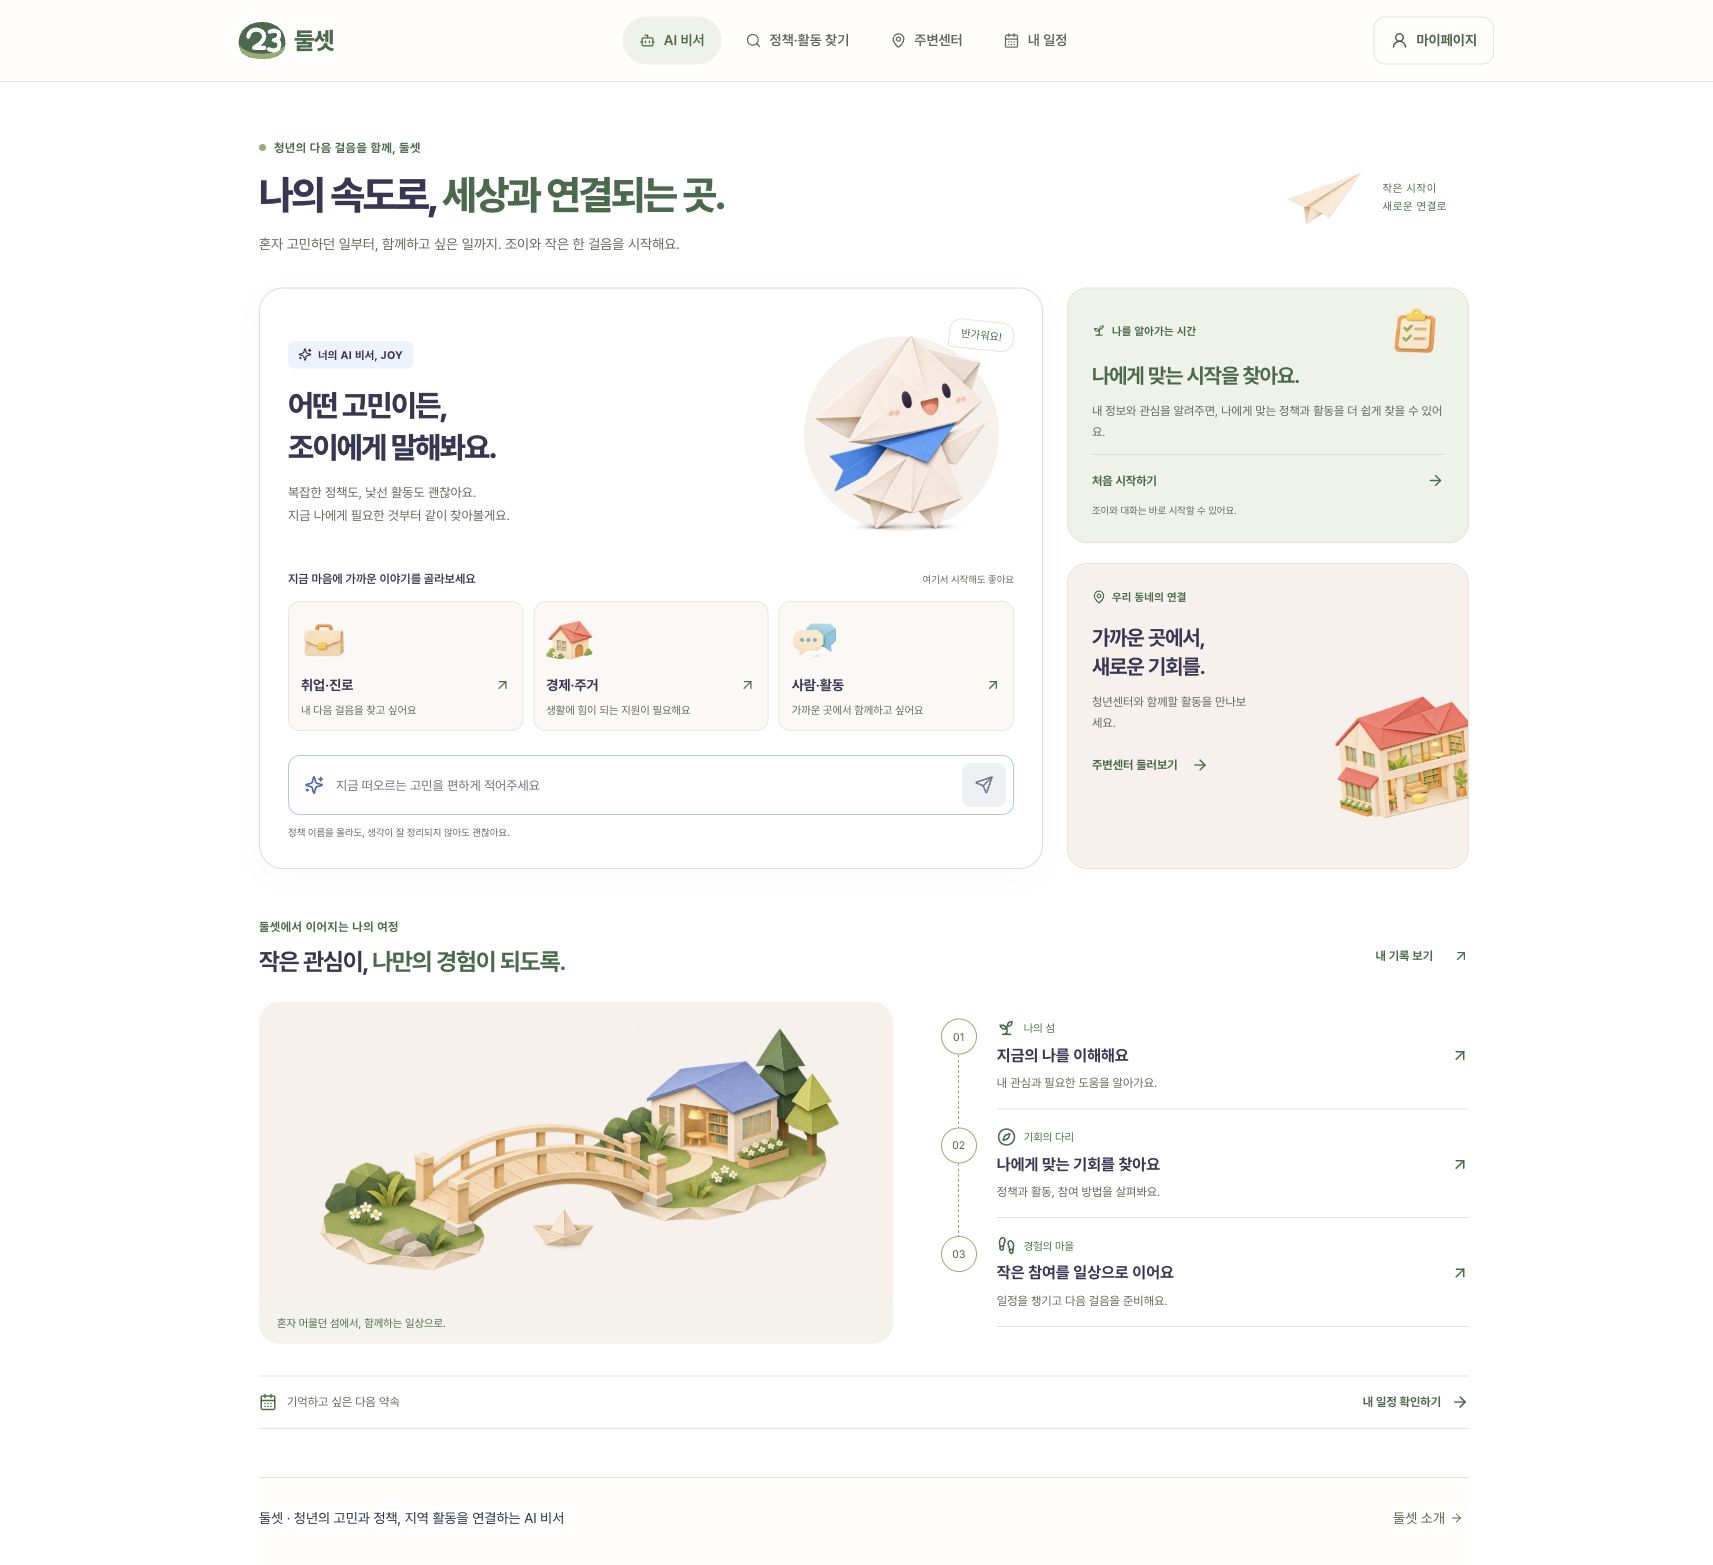 23 둘셋
AI 비서
정책·활동 찾기
주변센터
내 일정
마이페이지
청년의 다음 걸음을 함께, 둘셋
나의 속도로, 세상과 연결되는 곳.
혼자 고민하던 일부터, 함께하고 싶은 일까지. 조이와 작은 한 걸음을 시작해요.
작은 시작이
새로운 연결로
너의 AI 비서, JOY
어떤 고민이든,
조이에게 말해봐요.
복잡한 정책도, 낯선 활동도 괜찮아요.
지금 나에게 필요한 것부터 같이 찾아볼게요.
반가워요!
지금 마음에 가까운 이야기를 골라보세요
여기서 시작해도 좋아요
취업·진로
내 다음 걸음을 찾고 싶어요
경제·주거
생활에 힘이 되는 지원이 필요해요
사람·활동
가까운 곳에서 함께하고 싶어요
지금 떠오르는 고민을 편하게 적어주세요
정책 이름을 몰라도, 생각이 잘 정리되지 않아도 괜찮아요.
나를 알아가는 시간
나에게 맞는 시작을 찾아요.
내 정보와 관심을 알려주면, 나에게 맞는 정책과 활동을 더 쉽게 찾을 수 있어
요.
처음 시작하기
조이와 대화는 바로 시작할 수 있어요.
우리 동네의 연결
가까운 곳에서,
새로운 기회를.
청년센터와 함께할 활동을 만나보
세요.
주변센터 둘러보기
둘셋에서 이어지는 나의 여정
작은 관심이, 나만의 경험이 되도록.
내 기록 보기
혼자 머물던 섬에서, 함께하는 일상으로.
01
나의 섬
지금의 나를 이해해요
내 관심과 필요한 도움을 알아가요.
02
기회의 다리
나에게 맞는 기회를 찾아요
정책과 활동, 참여 방법을 살펴봐요.
03
경험의 마을
작은 참여를 일상으로 이어요
일정을 챙기고 다음 걸음을 준비해요.
기억하고 싶은 다음 약속
내 일정 확인하기
둘셋 · 청년의 고민과 정책, 지역 활동을 연결하는 AI 비서
둘셋 소개